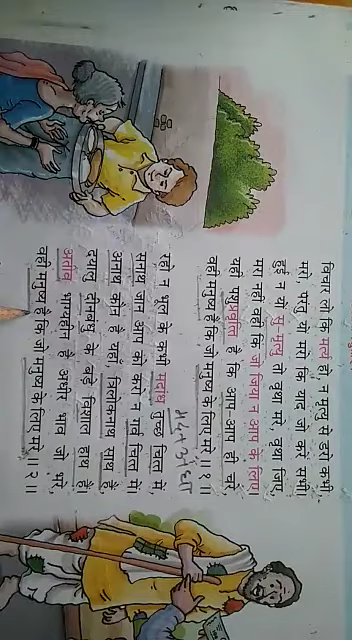 विचार लो कि मर्त्य हो, न मृत्यु से डरो कभी,
मरो, परंतु यों मरो कि याद जो करें सभी।
हुई न यों सु मृत्यु तो वृथा मरे, वृथा जिए,
मरा नहीं वही कि जो जिया न आप के लिए।
यही पशु प्रवृत्ति है कि आप आप ही चरे
वही मनुष्य है कि जो मनुष्य के लिए मरे ॥१॥
रहो न भूल के कभी मदांध तुच्छ वित्त में,
सनाथ जान आप को करो न गर्व चित्त में।
अनाथ कौन है यहाँ, त्रिलोकनाथ साथ हैं
दयालु दीनबंधु के बड़े विशाल हाथ हैं।
अतीव भाग्यहीन है अधीर भाव जो भरे,
वही मनुष्य है कि जो मनुष्य के लिए मरे ॥२॥